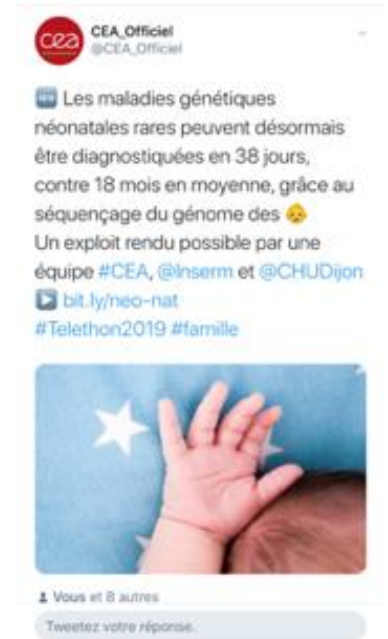 cea
CEA_Officiel
@CEA_Officiel
🆕 Les maladies génétiques
néonatales rares peuvent désormais
être diagnostiquées en 38 jours,
contre 18 mois en moyenne, grâce au
séquençage du génome des 👶
Un exploit rendu possible par une
équipe #CEA, @Inserm et @CHUDijon
▶️ bit.ly/neo-nat
#Telethon2019 #famille
Vous et 8 autres
Tweetez votre réponse.